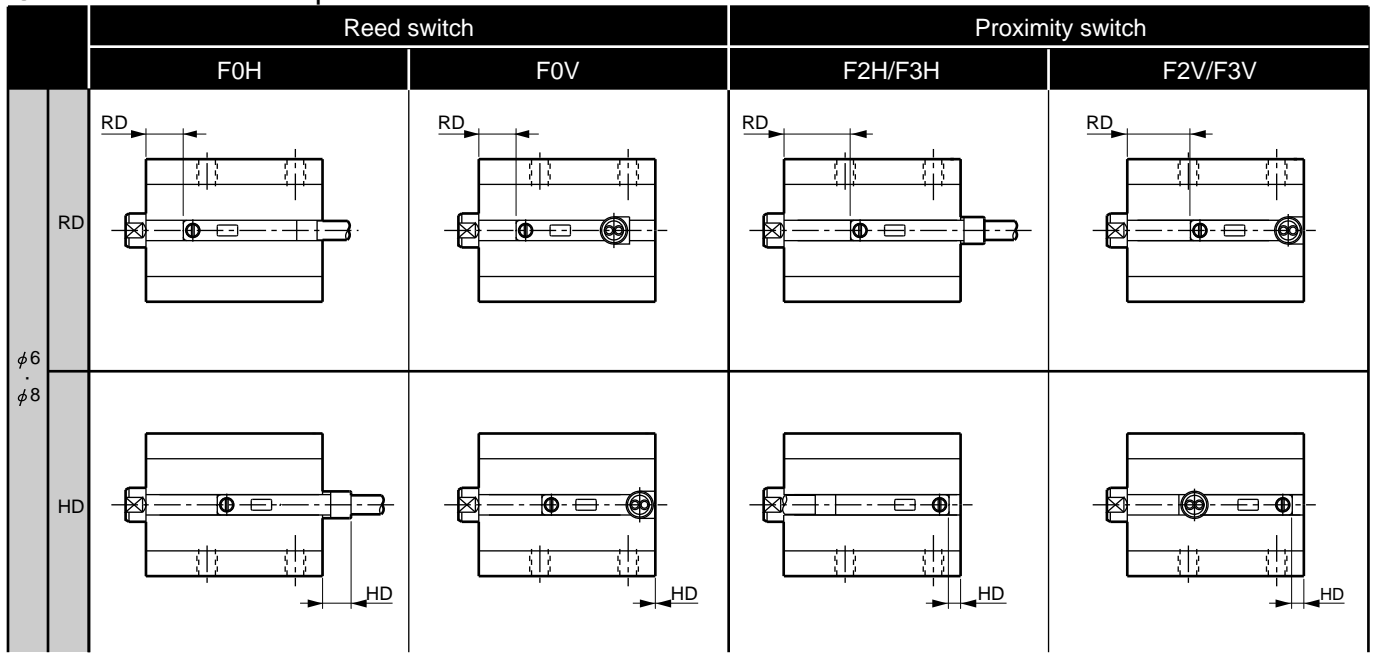 Reed switch
Proximity switch
F0H
F0V
F2H/F3H
F2V/F3V
RD
RD
RD
RD
RD
φ6
·
φ8
HD
HD
HD
HD
HD